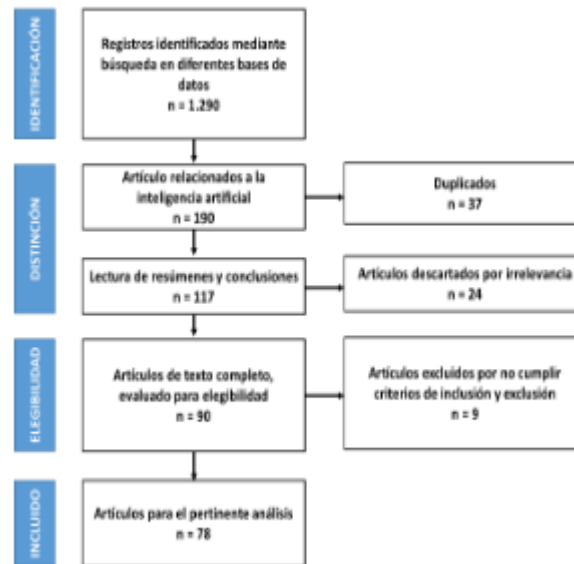 IDENTIFICACIÓN
Registros identificados mediante
búsqueda en diferentes bases de
datos
n = 1.290
DISTINCIÓN
Artículo relacionados a la
inteligencia artificial
n = 190
Duplicados
n = 37
Lectura de resúmenes y conclusiones
n = 117
Artículos descartados por irrelevancia
n = 24
ELEGIBILIDAD
Artículos de texto completo,
evaluado para elegibilidad
n = 90
Artículos excluidos por no cumplir
criterios de inclusión y exclusión
n = 9
INCLUIDO
Artículos para el pertinente análisis
n = 78